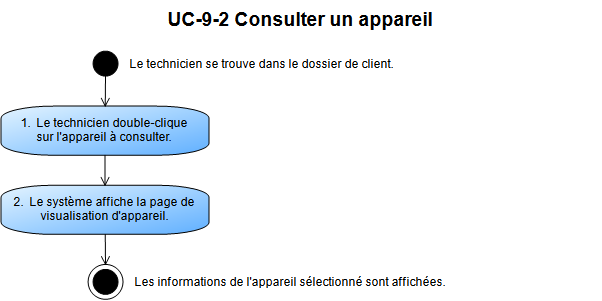 UC-9-2 Consulter un appareil
Le technicien se trouve dans le dossier de client.
1. Le technicien double-clique
sur l'appareil à consulter.
2. Le système affiche la page de
visualisation d'appareil.
Les informations de l'appareil sélectionné sont affichées.